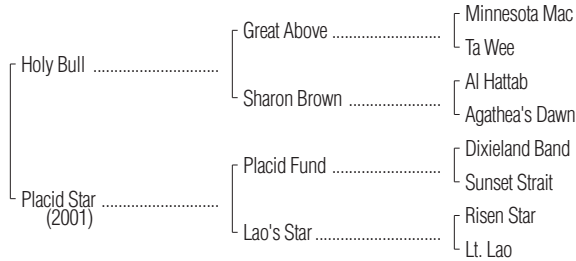 Minnesota Mac
Great Above
Ta Wee
Holy Bull
Al Hattab
Sharon Brown
Agathea's Dawn
Dixieland Band
Placid Fund
Sunset Strait
Placid Star
(2001)
Risen Star
Lao's Star
Lt. Lao